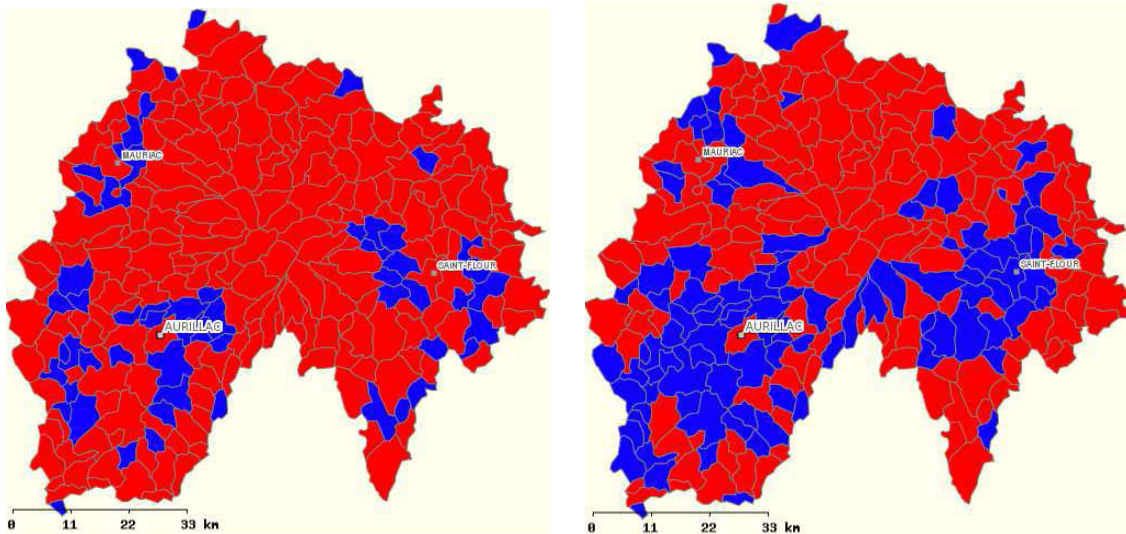 MAURIAC
SAINT-FLOUR
AURILLAC
0 11 22 33 km
MAURIAC
SAINT-FLOUR
AURILLAC
0 11 22 33 km